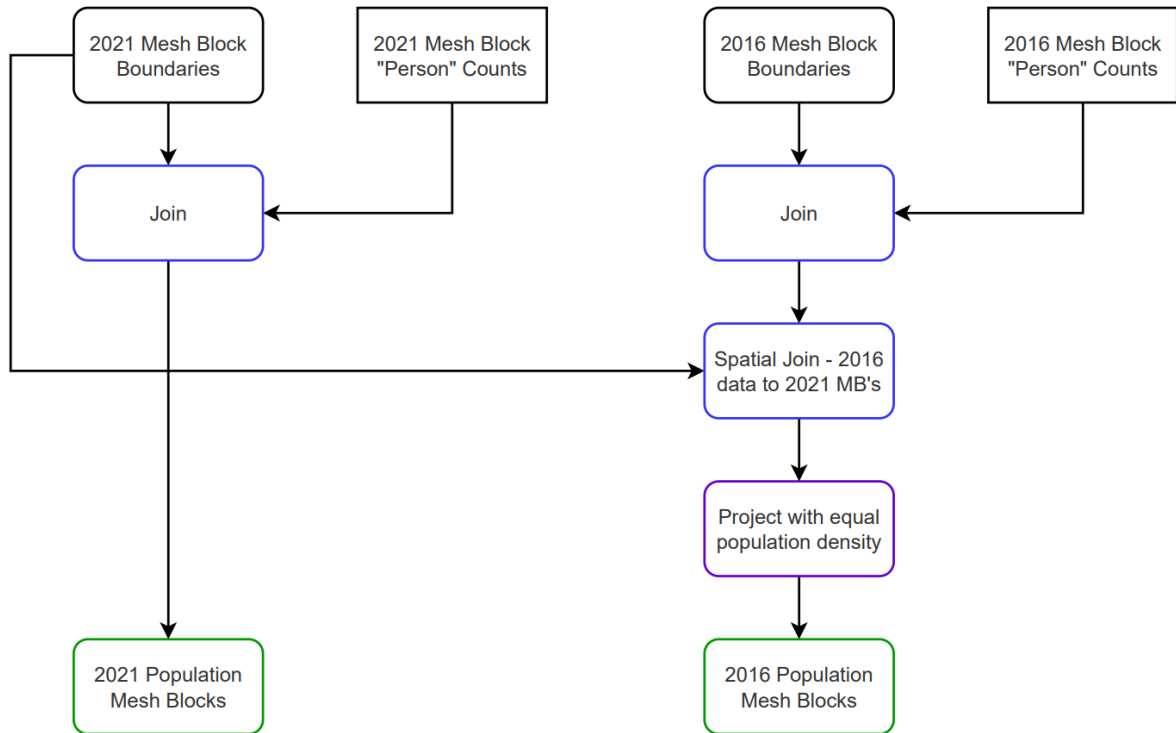 2021 Mesh Block
Boundaries
2021 Mesh Block
"Person" Counts
2016 Mesh Block
Boundaries
2016 Mesh Block
"Person" Counts
Join
Join
Spatial Join - 2016
data to 2021 MB's
Project with equal
population density
2021 Population
Mesh Blocks
2016 Population
Mesh Blocks